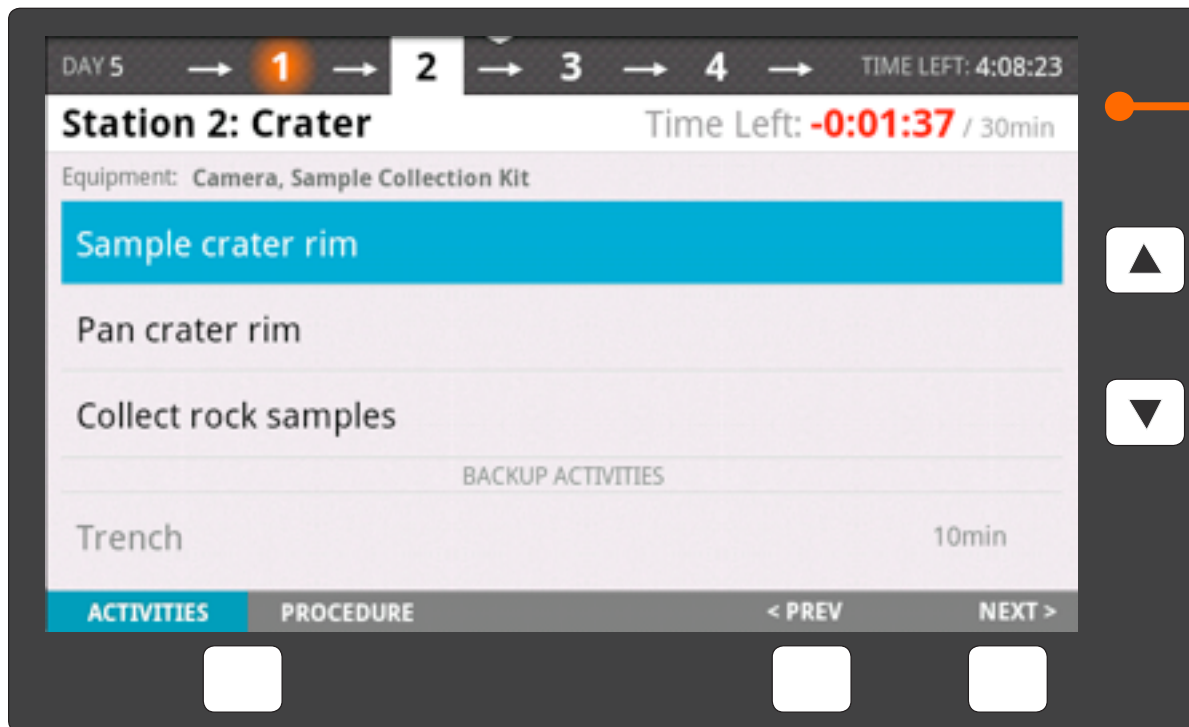 DAY 5 → 1 → 2 → 3 → 4 → TIME LEFT: 4:08:23
Station 2: Crater Time Left: -0:01:37 / 30min
Equipment: Camera, Sample Collection Kit
Sample crater rim
Pan crater rim
Collect rock samples
BACKUP ACTIVITIES
Trench 10min
ACTIVITIES PROCEDURE < PREV NEXT >